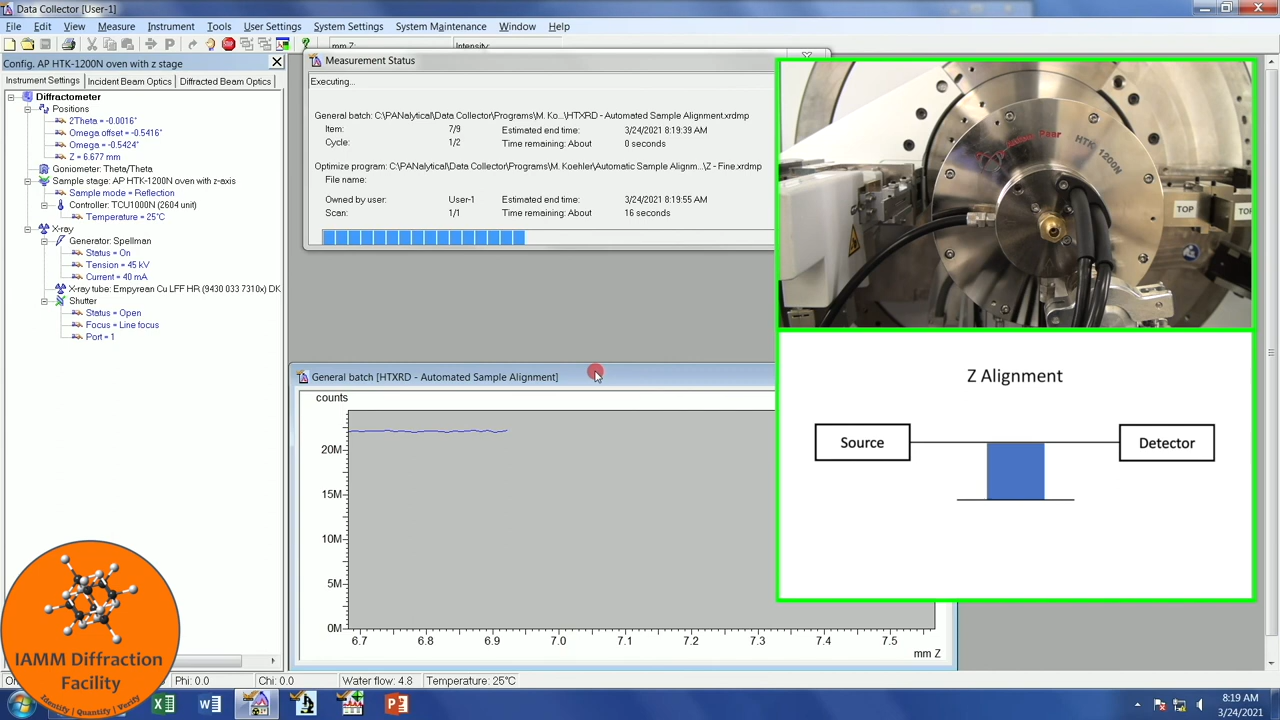 Data Collector [User-1]
File Edit View Measure Instrument Tools User Settings System Settings System Maintenance Window Help
mm Z: Intensity:
Config. AP HTK-1200N oven with z stage
Instrument Settings Incident Beam Optics Diffracted Beam Optics
Diffractometer
Positions
2Theta = -0.0016°
Omega offset = -0.5416°
Omega = -0.5424°
Z = 6.677 mm
Goniometer: Theta/Theta
Sample stage: AP HTK-1200N oven with z-axis
Sample mode = Reflection
Controller: TCU1000N (2604 unit)
Temperature = 25°C
X-ray
Generator: Spellman
Status = On
Tension = 45 kV
Current = 40 mA
X-ray tube: Empyrean Cu LFF HR (9430 033 7310x) DK
Shutter
Status = Open
Focus = Line focus
Port = 1
Measurement Status
Executing...
General batch: C:\PANalytical\Data Collector\Programs\M. Ko...\HTXRD - Automated Sample Alignment.xrdmp
Item: 7/9 Estimated end time: 3/24/2021 8:19:39 AM
Cycle: 1/2 Time remaining: About 0 seconds
Optimize program: C:\PANalytical\Data Collector\Programs\M. Koehler\Automatic Sample Alignm...\Z - Fine.xrdmp
File name:
Owned by user: User-1 3/24/2021 8:19:55 AM
Scan: 1/1 Time remaining: About 16 seconds
General batch [HTXRD - Automated Sample Alignment]
counts
20M
15M
10M
5M
0M
6.7 6.8 6.9 7.0 7.1 7.2 7.3 7.4 7.5
mm Z
Anton Paar
HTK 1200N
TOP
TOP
Z Alignment
Source Detector
IAMM Diffraction
Facility
Identify | Quantify | Verify
Phi: 0.0 Chi: 0.0 Water flow: 4.8 Temperature: 25°C
8:19 AM
3/24/2021